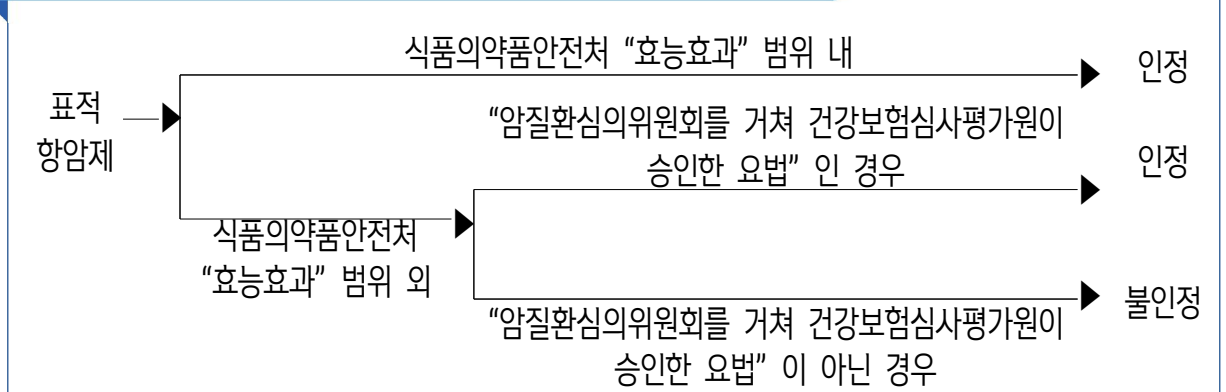 식품의약품안전처 “효능효과” 범위 내
인정
표적
항암제
“암질환심의위원회를 거쳐 건강보험심사평가원이
승인한 요법” 인 경우
인정
식품의약품안전처
“효능효과” 범위 외
“암질환심의위원회를 거쳐 건강보험심사평가원이
승인한 요법” 이 아닌 경우
불인정